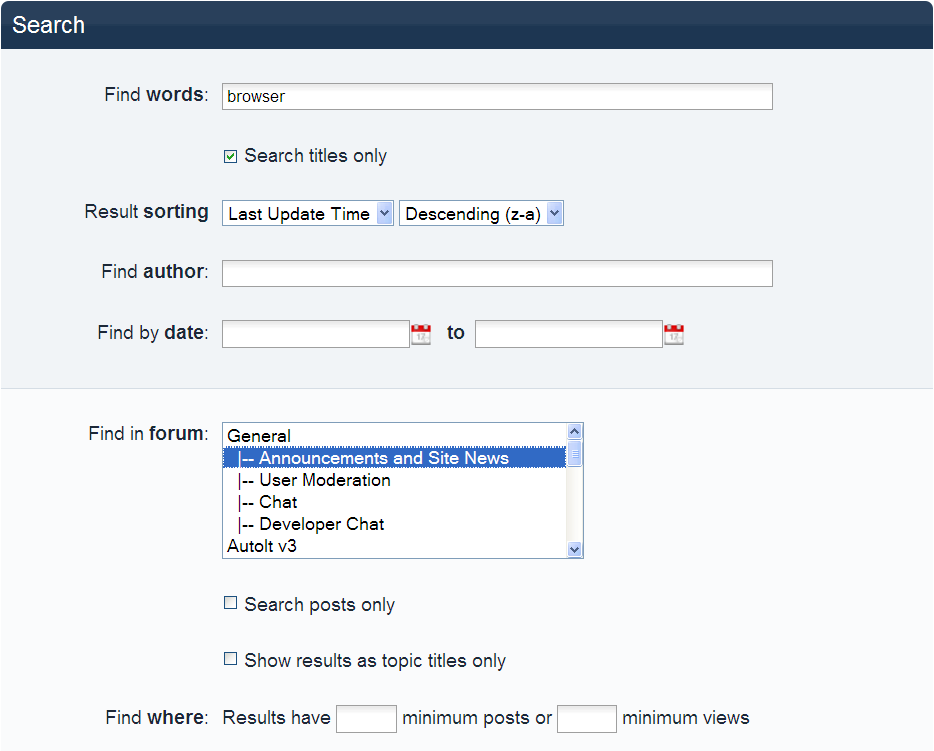 Search
Find words: browser
Search titles only
Result sorting Last Update Time Descending (z-a)
Find author:
Find by date: to
Find in forum: General
|-- Announcements and Site News
|-- User Moderation
|-- Chat
|-- Developer Chat
AutoIt v3
Search posts only
Show results as topic titles only
Find where: Results have minimum posts or minimum views